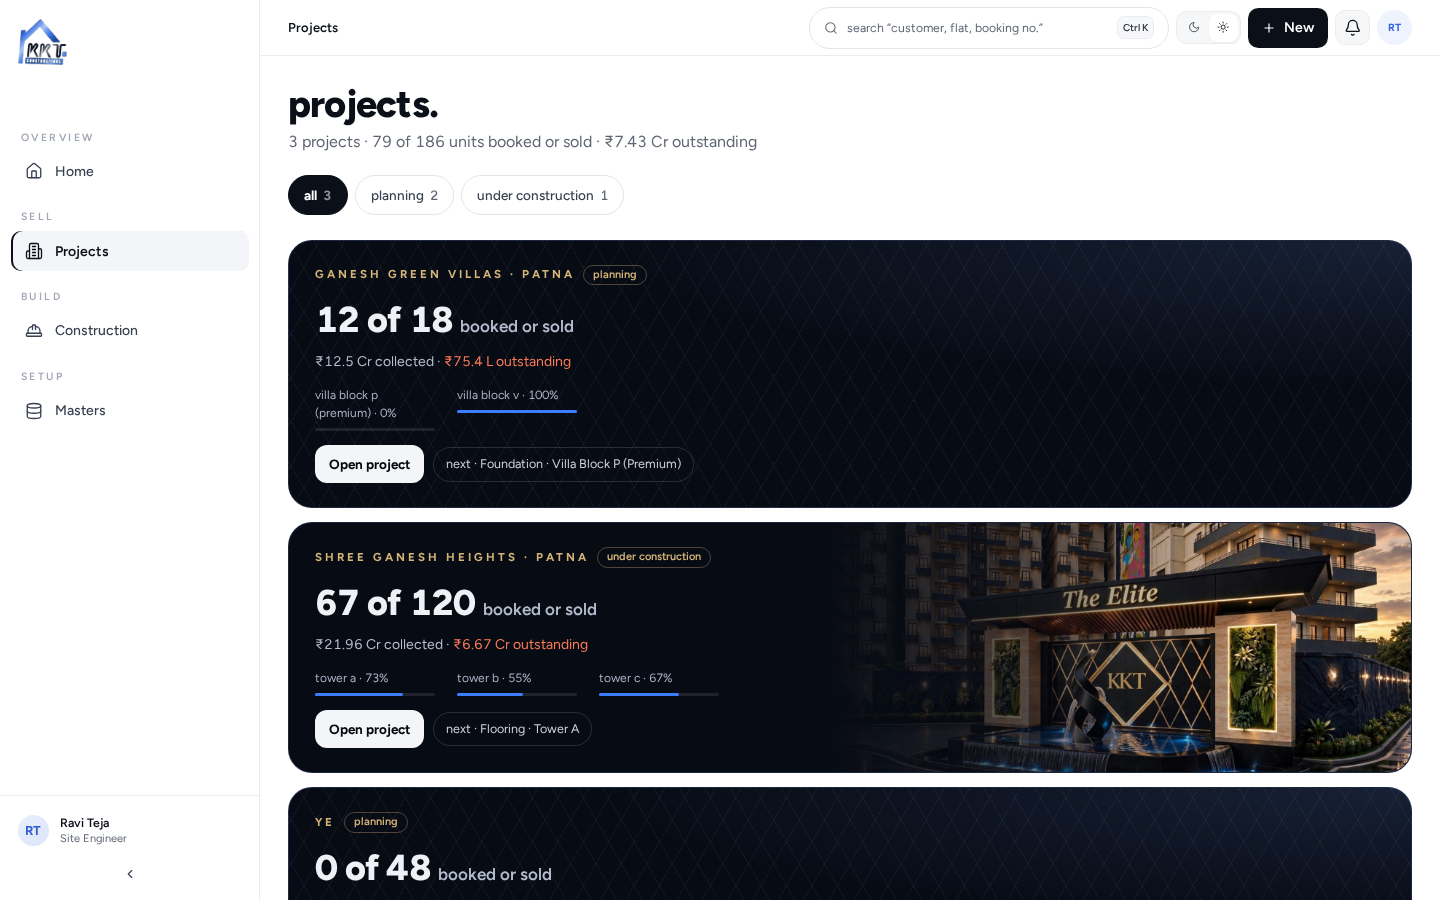 KKT
CONSTRUCTIONS
OVERVIEW
Home
SELL
Projects
BUILD
Construction
SETUP
Masters
RT
Ravi Teja
Site Engineer
Projects
search “customer, flat, booking no.”
Ctrl K
New
RT
projects.
3 projects · 79 of 186 units booked or sold · ₹7.43 Cr outstanding
all 3
planning 2
under construction 1
GANESH GREEN VILLAS · PATNA planning
12 of 18 booked or sold
₹12.5 Cr collected · ₹75.4 L outstanding
villa block p
(premium) · 0%
villa block v · 100%
Open project
next · Foundation · Villa Block P (Premium)
SHREE GANESH HEIGHTS · PATNA under construction
67 of 120 booked or sold
₹21.96 Cr collected · ₹6.67 Cr outstanding
tower a · 73%
tower b · 55%
tower c · 67%
Open project
next · Flooring · Tower A
The Elite
KKT
YE planning
0 of 48 booked or sold